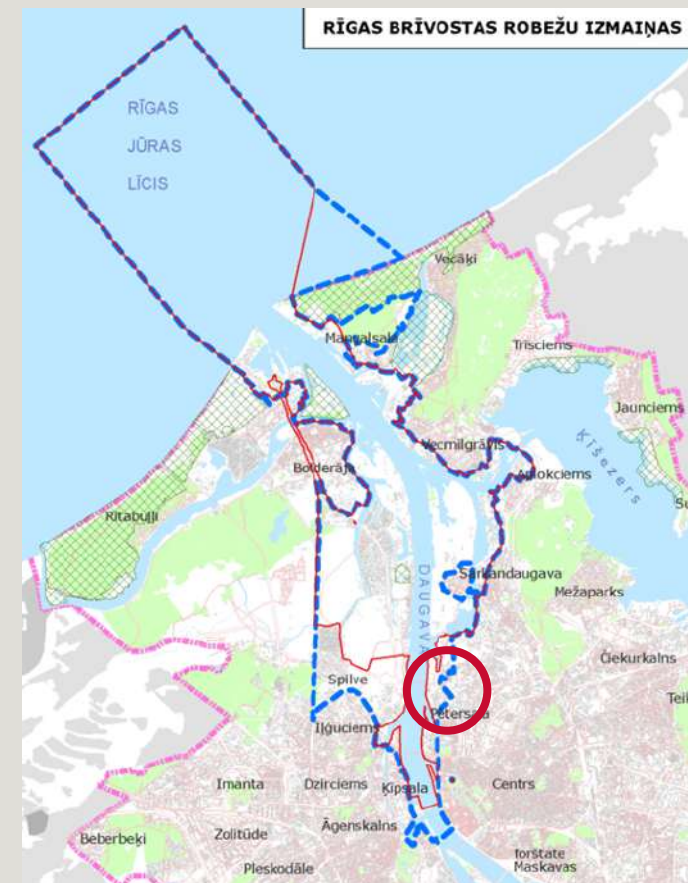 RĪGAS BRĪVOSTAS ROBEŽU IZMAIŅAS
RĪGAS
JŪRAS
LĪCIS
Vecāķi
Mangaļsala
Trīsciems
Jaunciems
Vecmīlgrāvis
Ķīšezers
Bolderāja
Aplokciems
Rītabuļļi
DAUGAVA
Sarkandaugava
Mežaparks
Čiekurkalns
Spilve
Pētersala
Iļģuciems
Imanta
Dzirciems
Ķīpsala
Centrs
Āgenskalns
Beberbeķi
Zolitūde
Pleskodāle
forštate
Maskavas